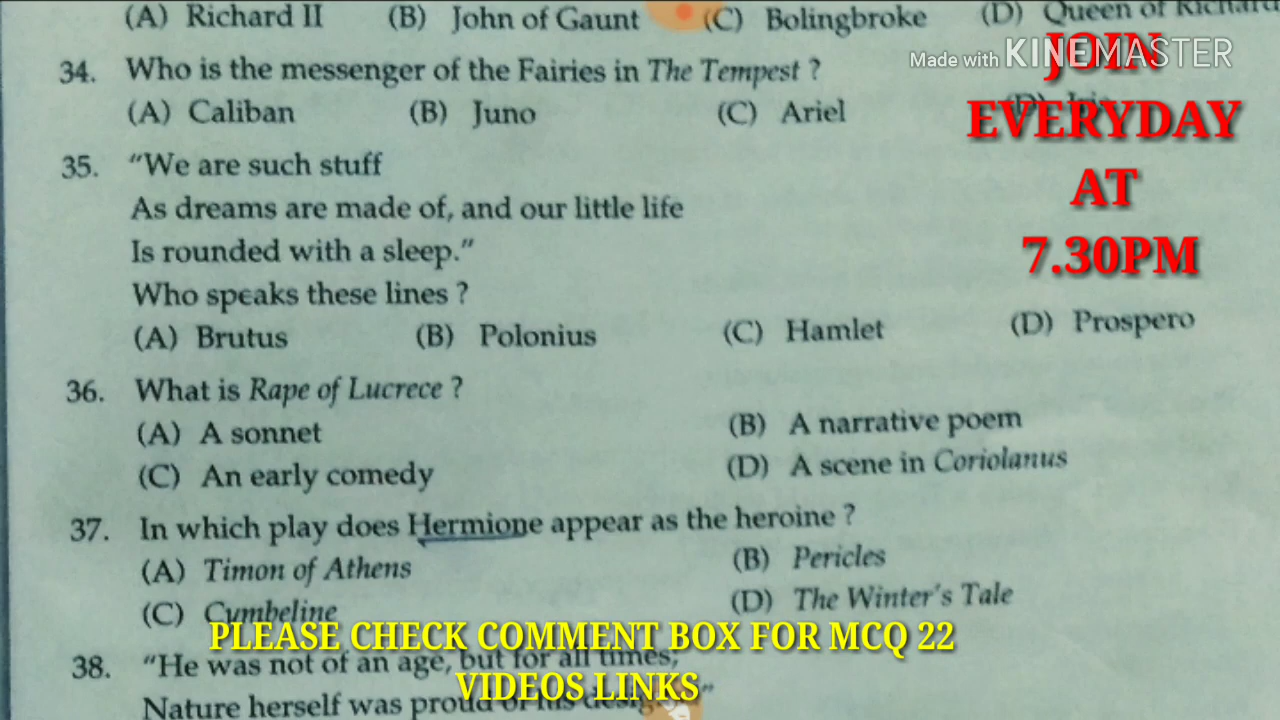 (A) Richard II (B) John of Gaunt (C) Bolingbroke (D) Queen of Richard
Made with KINEMASTER
34. Who is the messenger of the Fairies in The Tempest ?
(A) Caliban (B) Juno (C) Ariel (D)
JOIN
EVERYDAY
AT
7.30PM
35. "We are such stuff
As dreams are made of, and our little life
Is rounded with a sleep."
Who speaks these lines ?
(A) Brutus (B) Polonius (C) Hamlet (D) Prospero
36. What is Rape of Lucrece ?
(A) A sonnet (B) A narrative poem
(C) An early comedy (D) A scene in Coriolanus
37. In which play does Hermione appear as the heroine ?
(A) Timon of Athens (B) Pericles
(C) Cymbeline (D) The Winter's Tale
PLEASE CHECK COMMENT BOX FOR MCQ 22
VIDEOS LINKS
38. "He was not of an age, but for all times,
Nature herself was proud of his